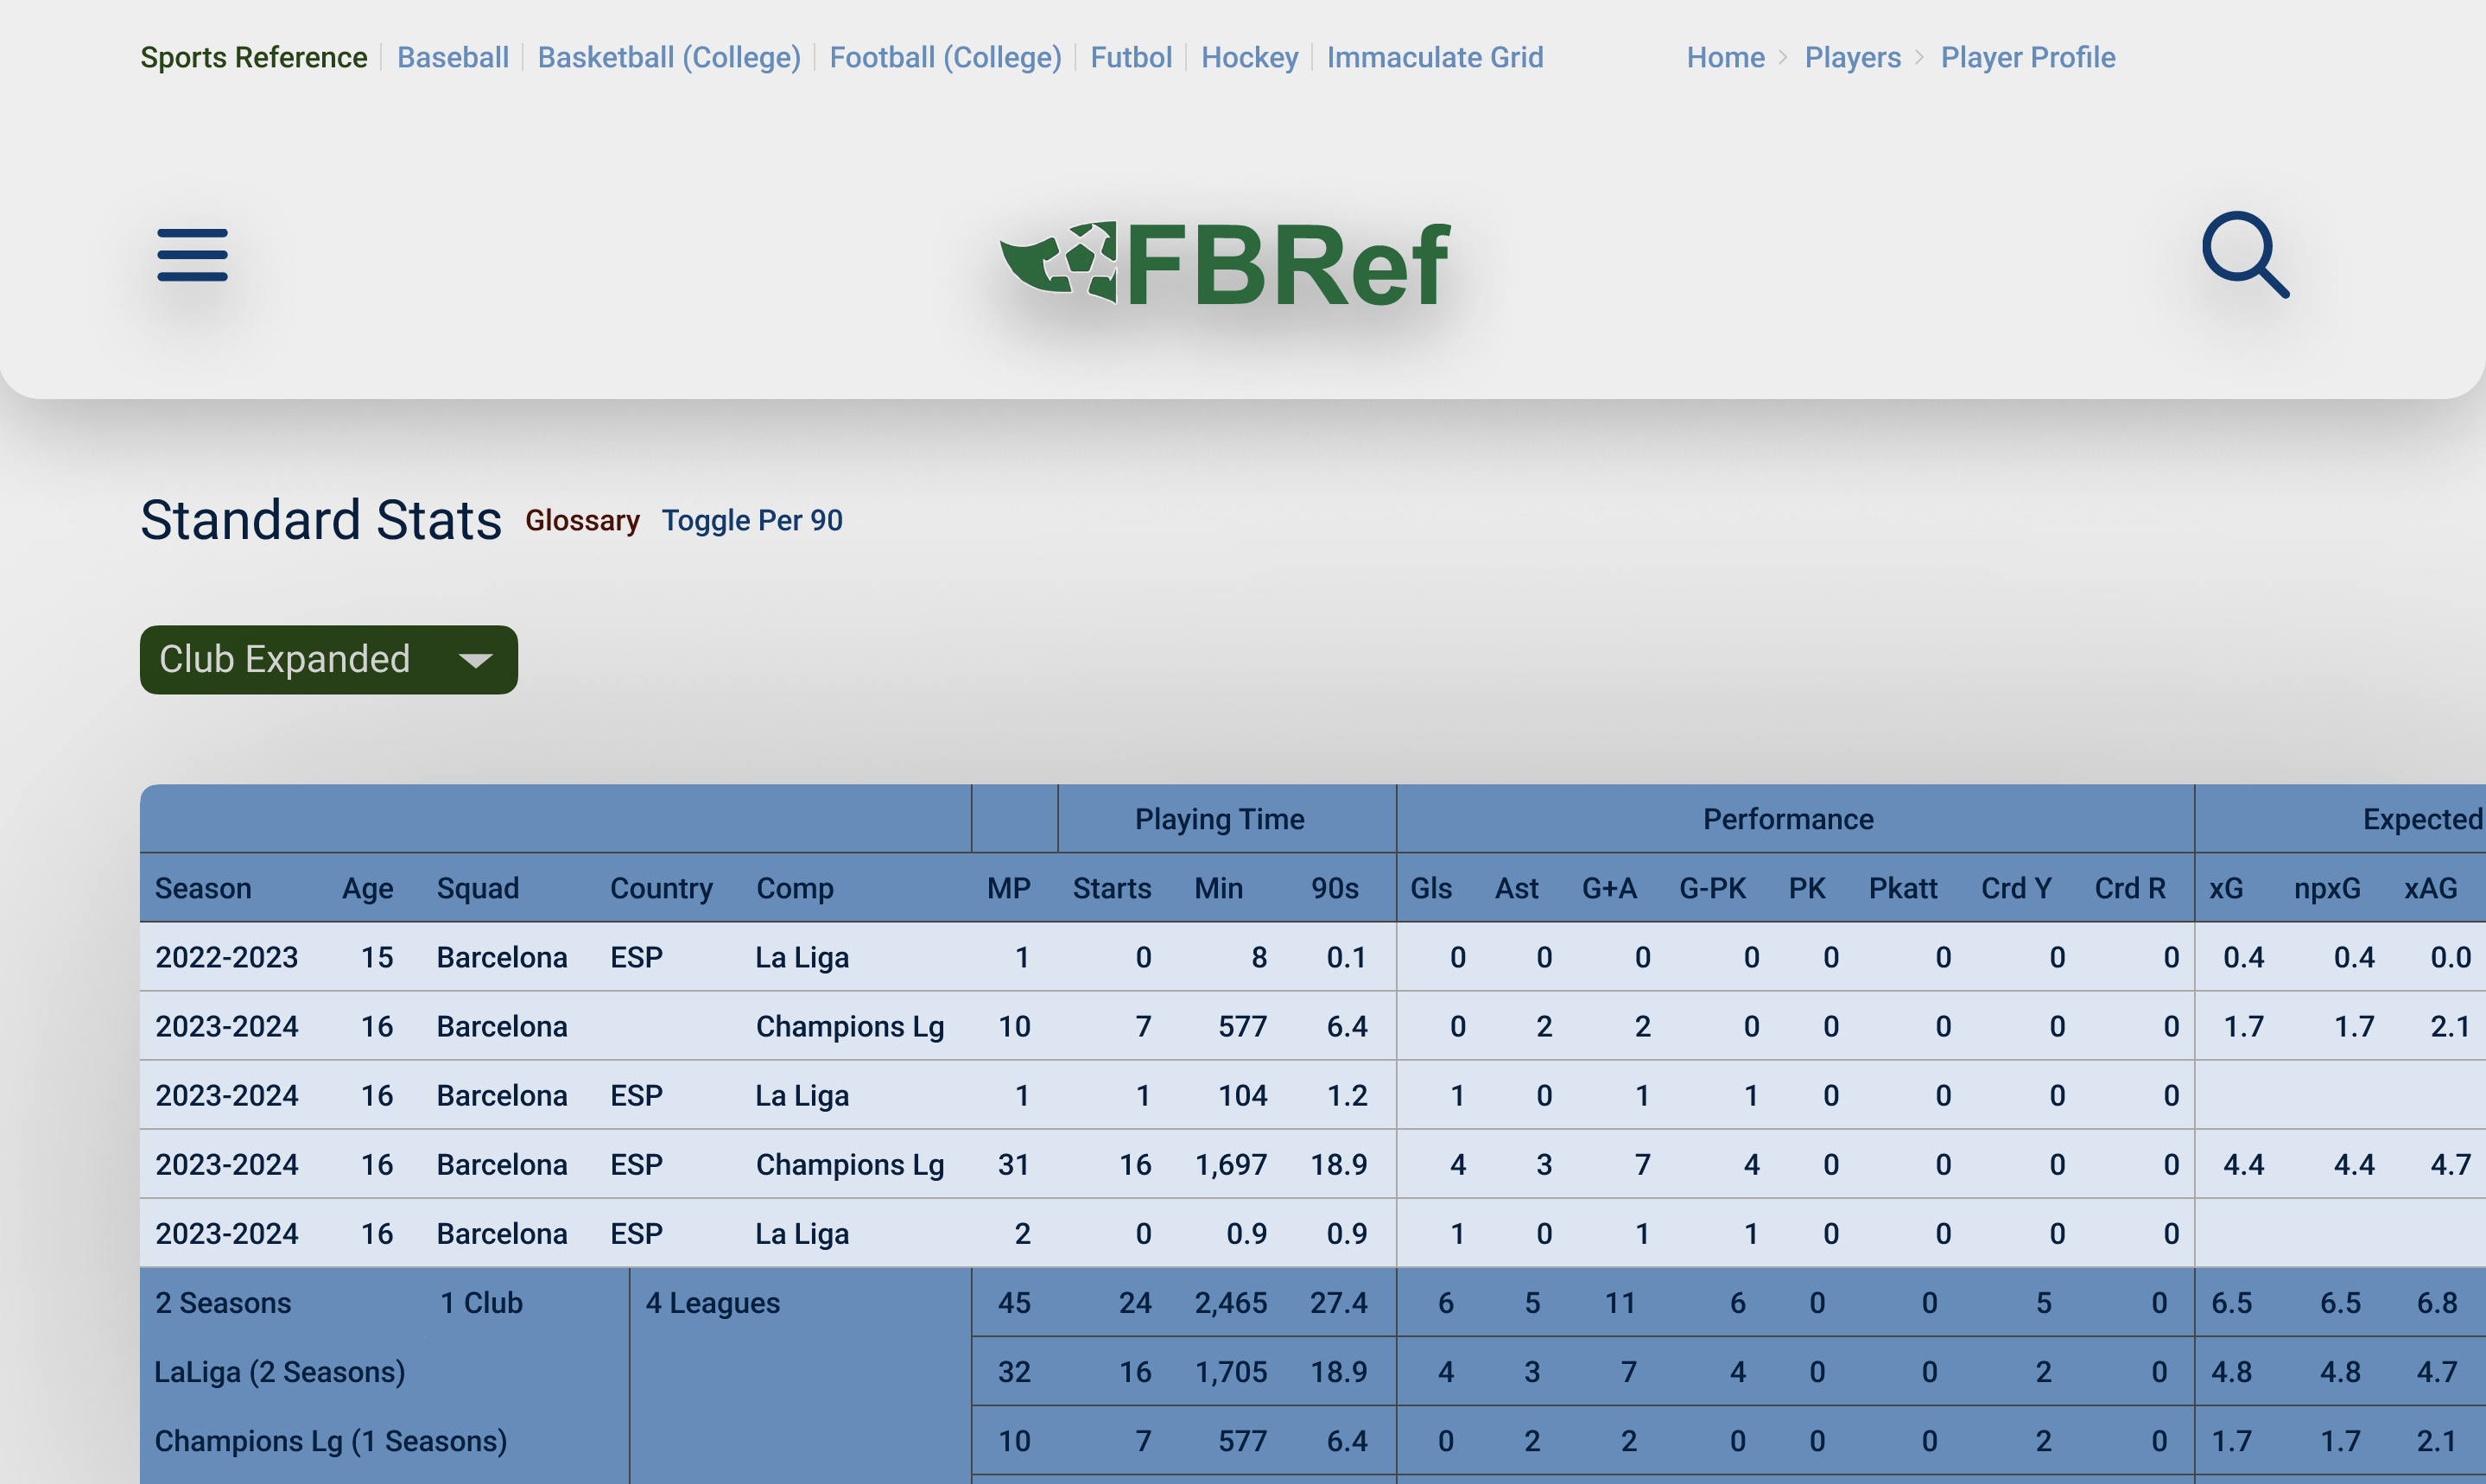 Sports Reference Baseball Basketball (College) Football (College) Futbol Hockey Immaculate Grid Home Players Player Profile
FBRef
Standard Stats Glossary Toggle Per 90
Club Expanded
Playing Time Performance Expected
Season Age Squad Country Comp MP Starts Min 90s Gls Ast G+A G-PK PK Pkatt Crd Y Crd R xG npxG xAG
2022-2023 15 Barcelona ESP La Liga 1 0 8 0.1 0 0 0 0 0 0 0 0 0.4 0.4 0.0
2023-2024 16 Barcelona Champions Lg 10 7 577 6.4 0 2 2 0 0 0 0 0 1.7 1.7 2.1
2023-2024 16 Barcelona ESP La Liga 1 1 104 1.2 1 0 1 1 0 0 0 0
2023-2024 16 Barcelona ESP Champions Lg 31 16 1,697 18.9 4 3 7 4 0 0 0 0 4.4 4.4 4.7
2023-2024 16 Barcelona ESP La Liga 2 0 0.9 0.9 1 0 1 1 0 0 0 0
2 Seasons 1 Club 4 Leagues 45 24 2,465 27.4 6 5 11 6 0 0 5 0 6.5 6.5 6.8
LaLiga (2 Seasons) 32 16 1,705 18.9 4 3 7 4 0 0 2 0 4.8 4.8 4.7
Champions Lg (1 Seasons) 10 7 577 6.4 0 2 2 0 0 0 2 0 1.7 1.7 2.1